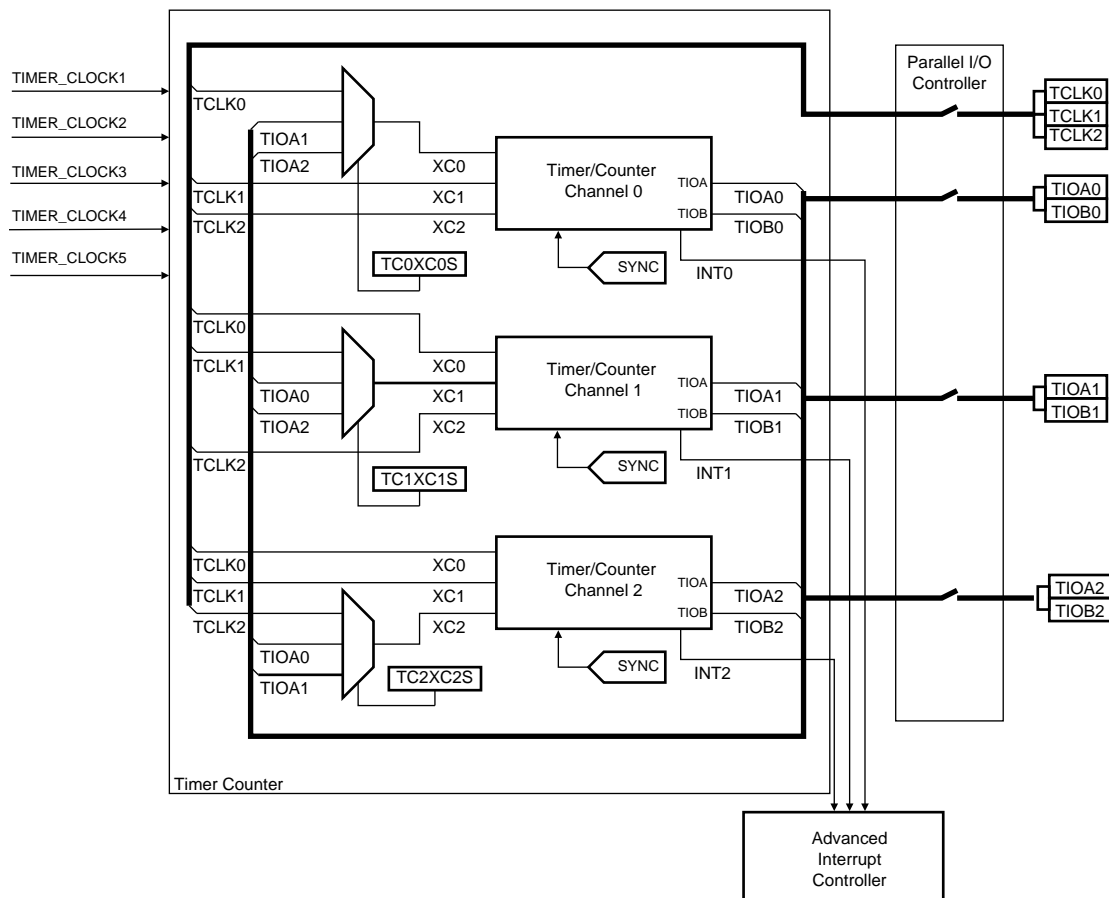 TIMER_CLOCK1
TIMER_CLOCK2
TIMER_CLOCK3
TIMER_CLOCK4
TIMER_CLOCK5
TCLK0
TIOA1
TIOA2
TCLK1
TCLK2
XC0
XC1
XC2
TC0XC0S
Timer/Counter
Channel 0
TIOA
TIOB
TIOA0
TIOB0
SYNC
INT0
TCLK0
TCLK1
TIOA0
TIOA2
TCLK2
XC0
XC1
XC2
TC1XC1S
Timer/Counter
Channel 1
TIOA
TIOB
TIOA1
TIOB1
SYNC
INT1
TCLK0
TCLK1
TCLK2
TIOA0
TIOA1
XC0
XC1
XC2
TC2XC2S
Timer/Counter
Channel 2
TIOA
TIOB
TIOA2
TIOB2
SYNC
INT2
Timer Counter
Parallel I/O
Controller
TCLK0
TCLK1
TCLK2
TIOA0
TIOB0
TIOA1
TIOB1
TIOA2
TIOB2
Advanced
Interrupt
Controller